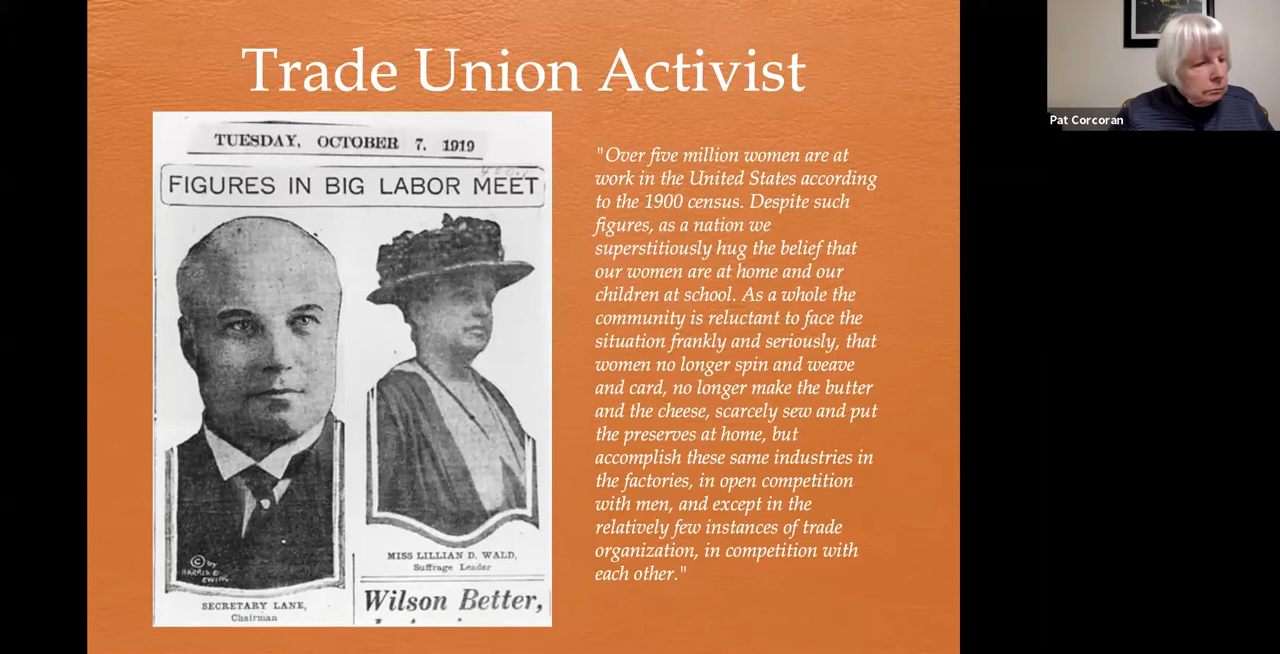 Trade Union Activist
TUESDAY, OCTOBER 7, 1919
FIGURES IN BIG LABOR MEET
© by
HARRIS &
EWING
SECRETARY LANE,
Chairman
MISS LILLIAN D. WALD,
Suffrage Leader
Wilson Better,
"Over five million women are at
work in the United States according
to the 1900 census. Despite such
figures, as a nation we
superstitiously hug the belief that
our women are at home and our
children at school. As a whole the
community is reluctant to face the
situation frankly and seriously, that
women no longer spin and weave
and card, no longer make the butter
and the cheese, scarcely sew and put
the preserves at home, but
accomplish these same industries in
the factories, in open competition
with men, and except in the
relatively few instances of trade
organization, in competition with
each other."
Pat Corcoran